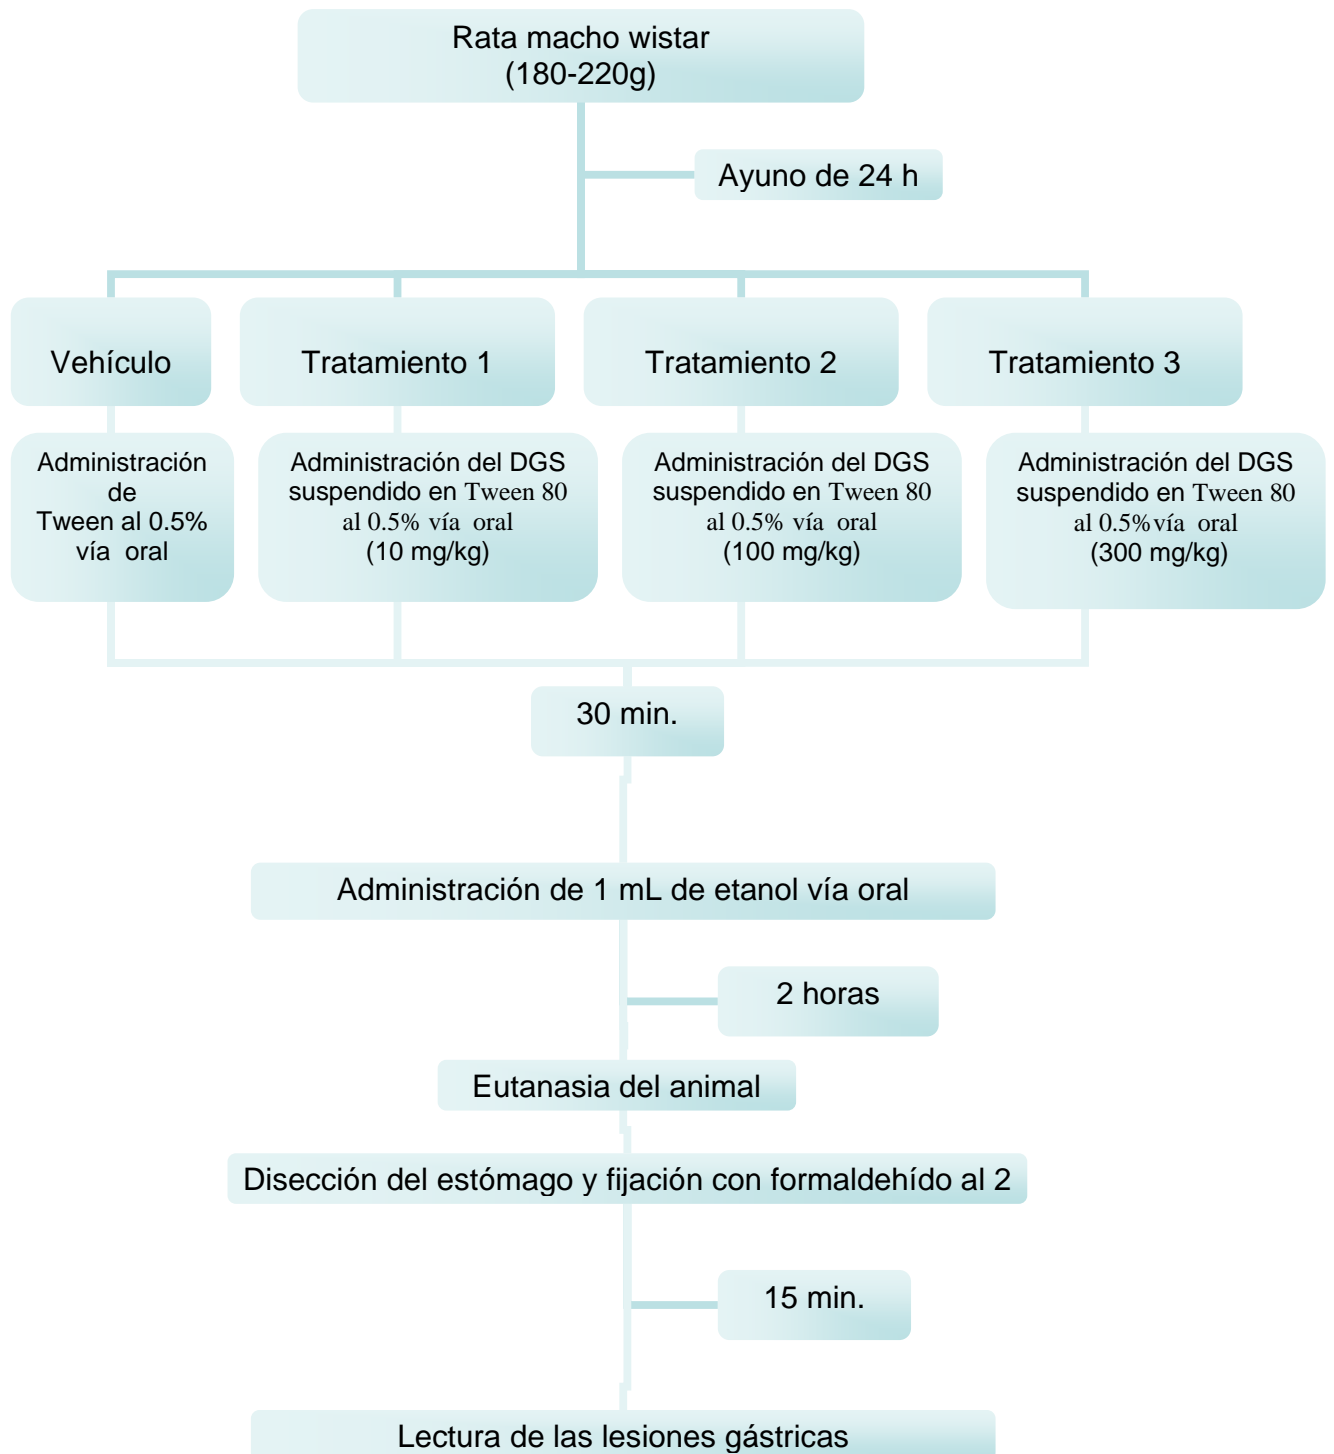 Rata macho wistar
(180-220g)
Ayuno de 24 h
Vehículo
Tratamiento 1
Tratamiento 2
Tratamiento 3
Administración
de
Tween al 0.5%
vía oral
Administración del DGS
suspendido en Tween 80
al 0.5% vía oral
(10 mg/kg)
Administración del DGS
suspendido en Tween 80
al 0.5% vía oral
(100 mg/kg)
Administración del DGS
suspendido en Tween 80
al 0.5% vía oral
(300 mg/kg)
30 min.
Administración de 1 mL de etanol vía oral
2 horas
Eutanasia del animal
Disección del estómago y fijación con formaldehído al 2
15 min.
Lectura de las lesiones gástricas